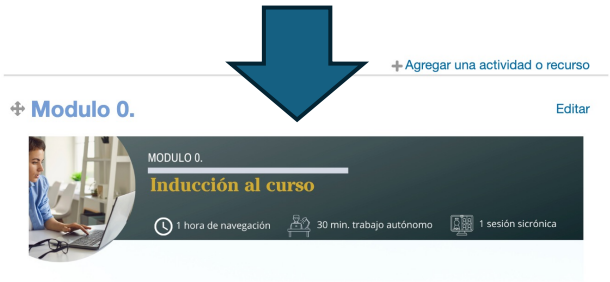 Agregar una actividad o recurso
Modulo 0.
Editar
MODULO 0.
Inducción al curso
1 hora de navegación
30 min. trabajo autónomo
1 sesión sicrónica